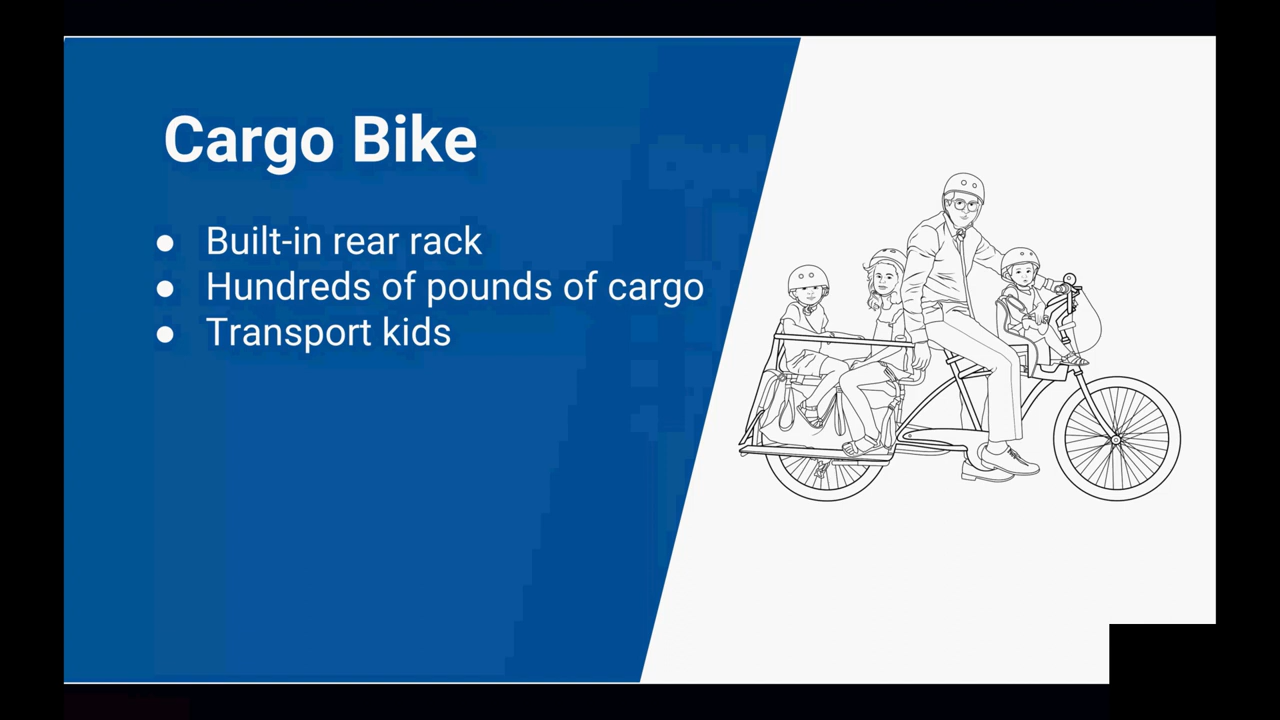 Cargo Bike
● Built-in rear rack
● Hundreds of pounds of cargo
● Transport kids